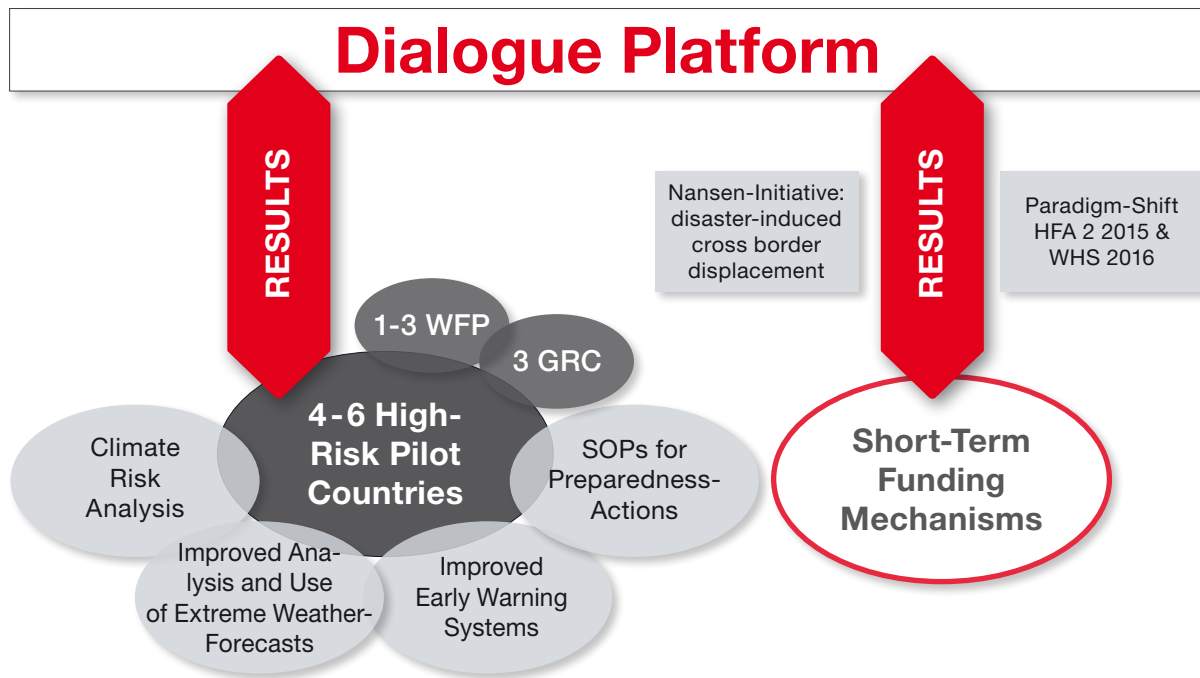 Dialogue Platform
RESULTS
RESULTS
Nansen-Initiative:
disaster-induced
cross border
displacement
Paradigm-Shift
HFA 2 2015 &
WHS 2016
1-3 WFP
3 GRC
4-6 High-
Risk Pilot
Countries
Climate
Risk
Analysis
Improved Ana-
lysis and Use
of Extreme Weather-
Forecasts
Improved
Early Warning
Systems
SOPs for
Preparedness-
Actions
Short-Term
Funding
Mechanisms